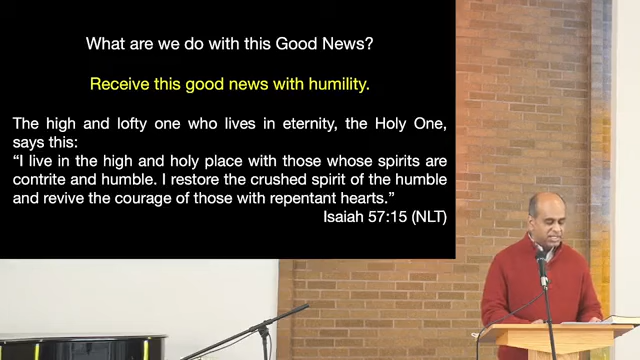 What are we do with this Good News?
Receive this good news with humility.
The high and lofty one who lives in eternity, the Holy One,
says this:
“I live in the high and holy place with those whose spirits are
contrite and humble. I restore the crushed spirit of the humble
and revive the courage of those with repentant hearts.”
Isaiah 57:15 (NLT)